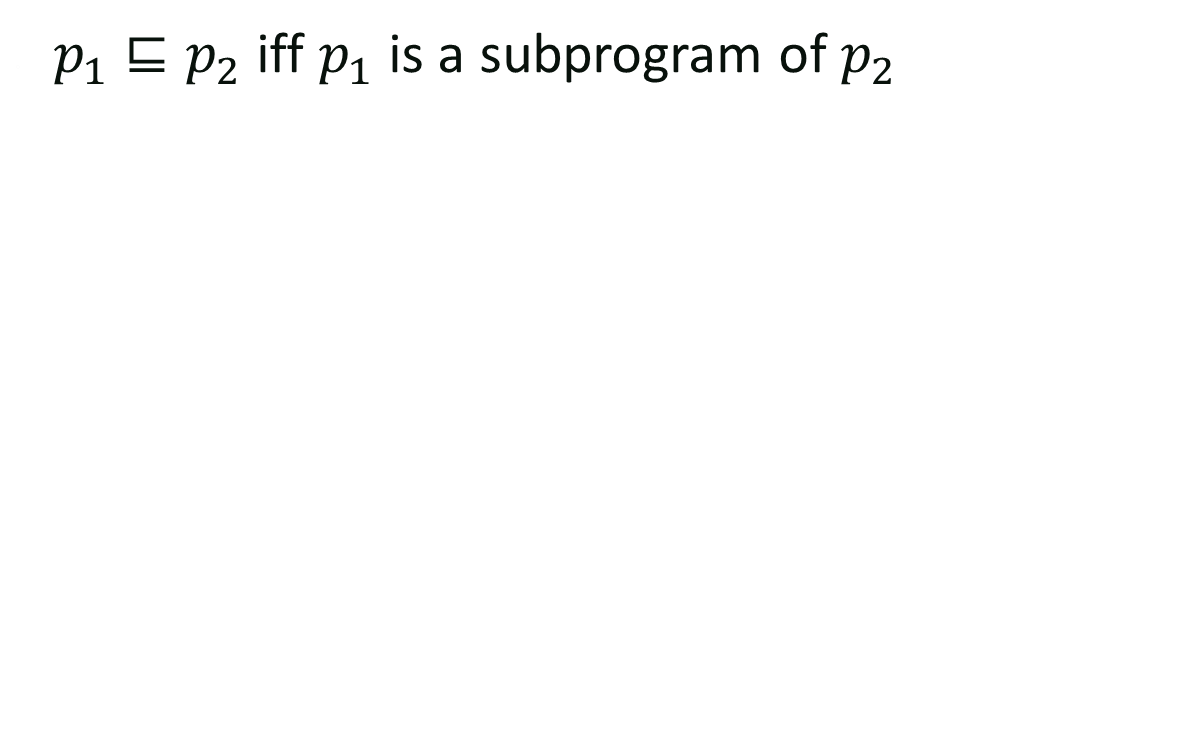 𝑝₁ ⊑ 𝑝₂ iff 𝑝₁ is a subprogram of 𝑝₂